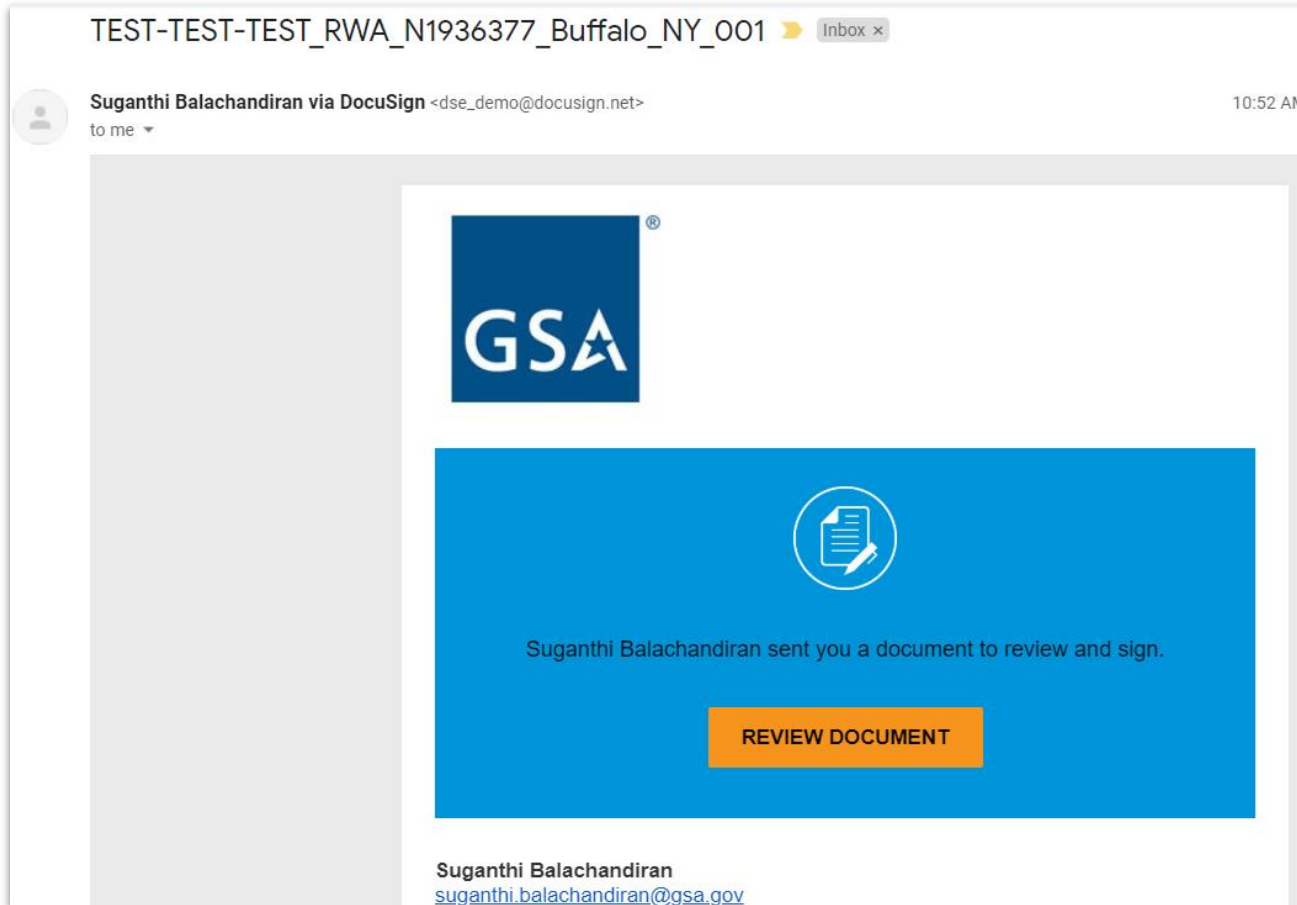 TEST-TEST-TEST_RWA_N1936377_Buffalo_NY_001 Inbox ×
Suganthi Balachandiran via DocuSign <dse_demo@docusign.net> 10:52 AM
to me
®
GSA
Suganthi Balachandiran sent you a document to review and sign.
REVIEW DOCUMENT
Suganthi Balachandiran
suganthi.balachandiran@gsa.gov